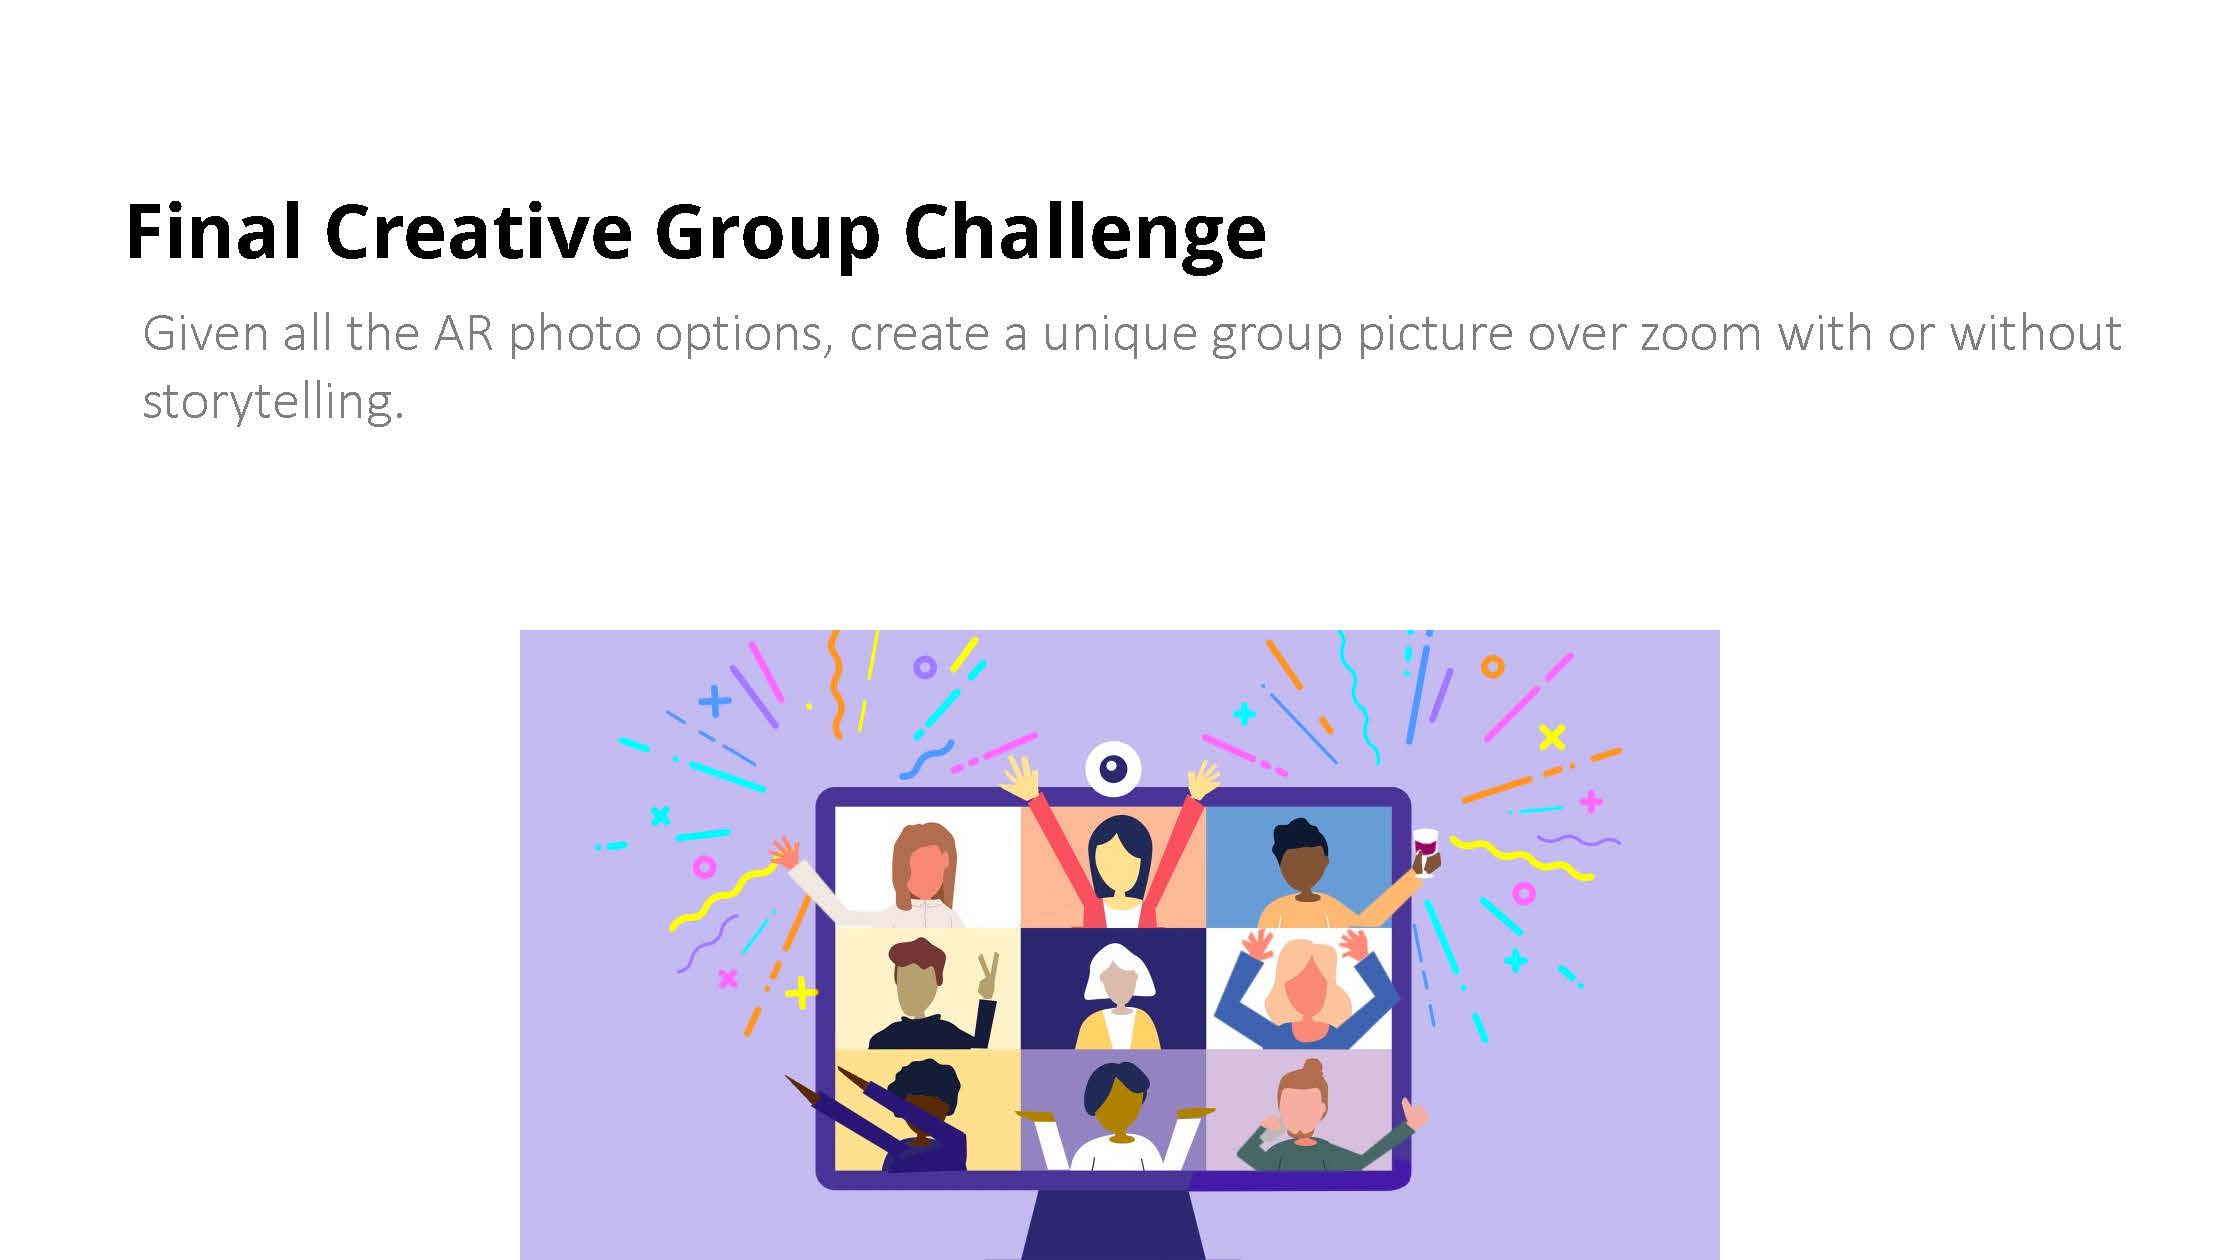 Final Creative Group Challenge
Given all the AR photo options, create a unique group picture over zoom with or without
storytelling.